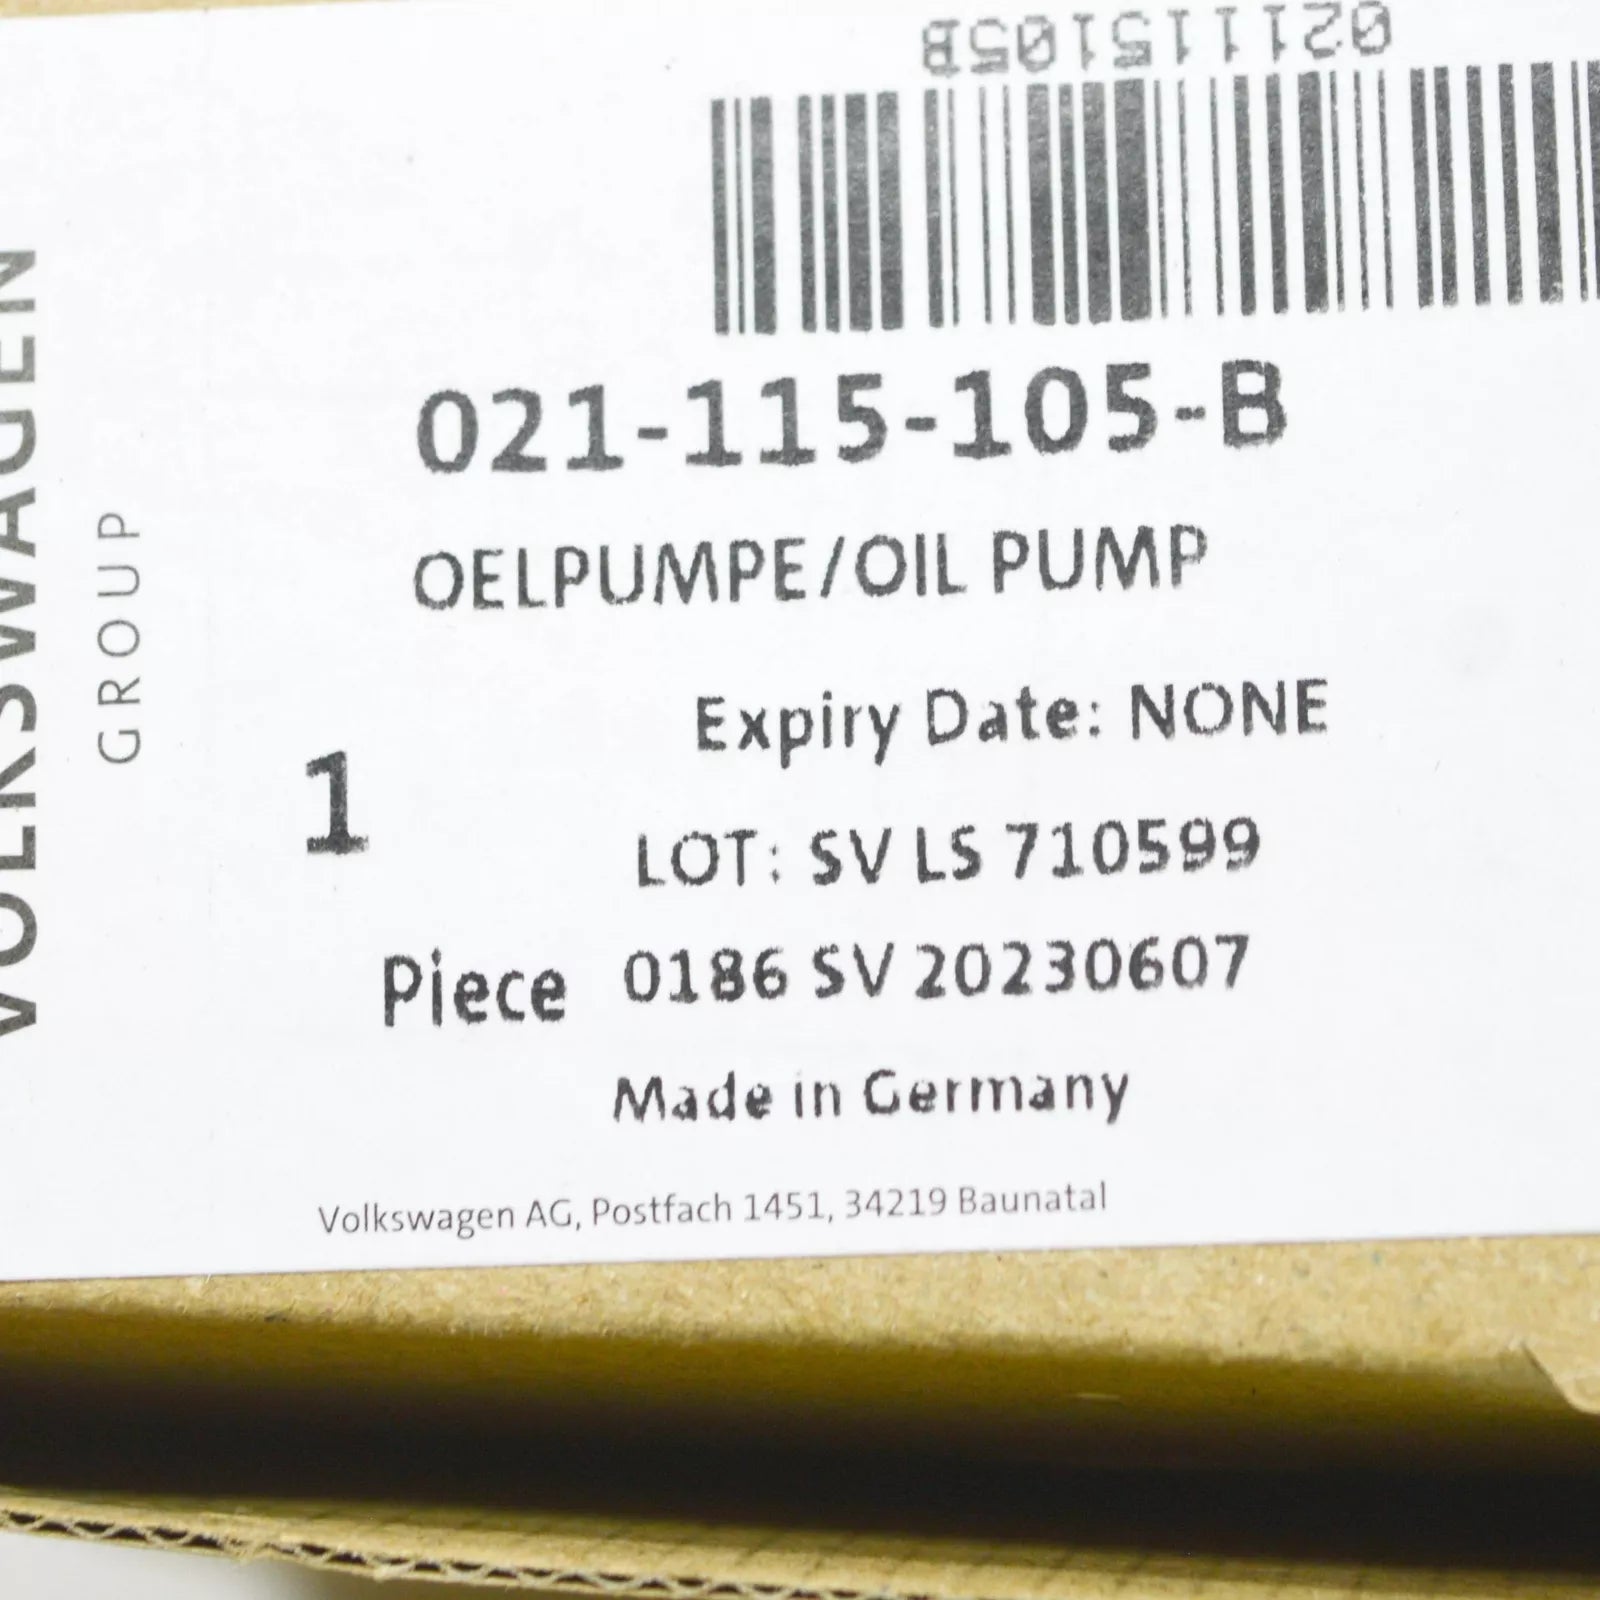 021115105B
021-115-105-B
OELPUMPE/OIL PUMP
Expiry Date: NONE
1
LOT: SV LS 710599
Piece 0186 SV 20230607
Made in Germany
Volkswagen AG, Postfach 1451, 34219 Baunatal
VOLKSWAGEN
GROUP